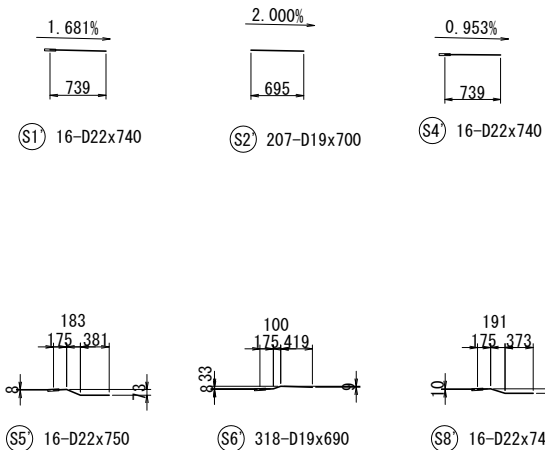 1.681%
2.000%
0.953%
739
695
739
S1' 16-D22x740
S2' 207-D19x700
S4' 16-D22x740
183
100
191
175 381
175 419
175 373
8
73
8 33
9
10
S5' 16-D22x750
S6' 318-D19x690
S8' 16-D22x74